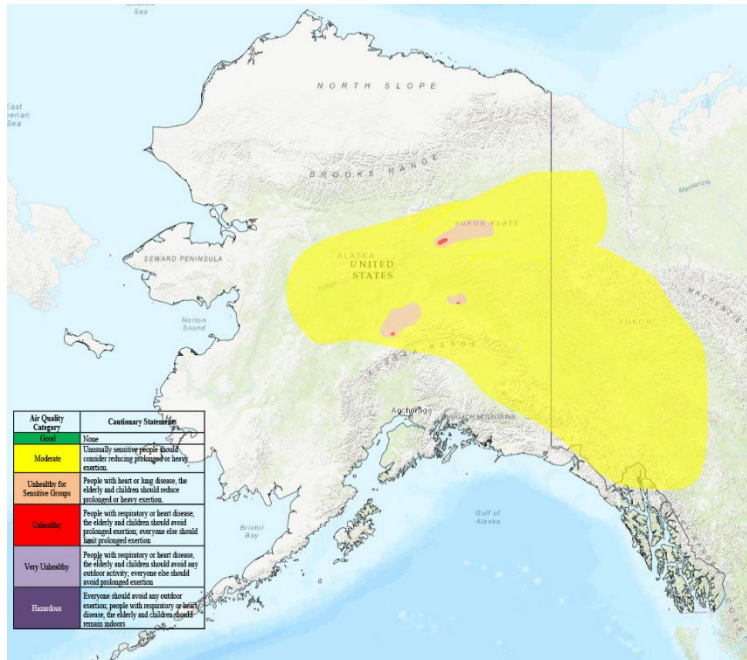 Sea
East
Siberian
Sea
NORTH SLOPE
BROOKS RANGE
Mackenzie
YUKON FLATS
ALASKA
UNITED
STATES
SEWARD PENINSULA
Yukon
Norton
Sound
YUKON
MACKENZIE
ALASKA RANGE
Anchorage
CHUGACH MOUNTAINS
Bristol
Bay
Gulf of
Alaska
Air Quality
Category
Cautionary Statements
Good
None
Moderate
Unusually sensitive people should
consider reducing prolonged or heavy
exertion.
Unhealthy for
Sensitive Groups
People with heart or lung disease, the
elderly and children should reduce
prolonged or heavy exertion.
Unhealthy
People with respiratory or heart disease,
the elderly and children should avoid
prolonged exertion; everyone else should
limit prolonged exertion
Very Unhealthy
People with respiratory or heart disease,
the elderly and children should avoid any
outdoor activity; everyone else should
avoid prolonged exertion
Hazardous
Everyone should avoid any outdoor
exertion; people with respiratory or heart
disease, the elderly and children should
remain indoors